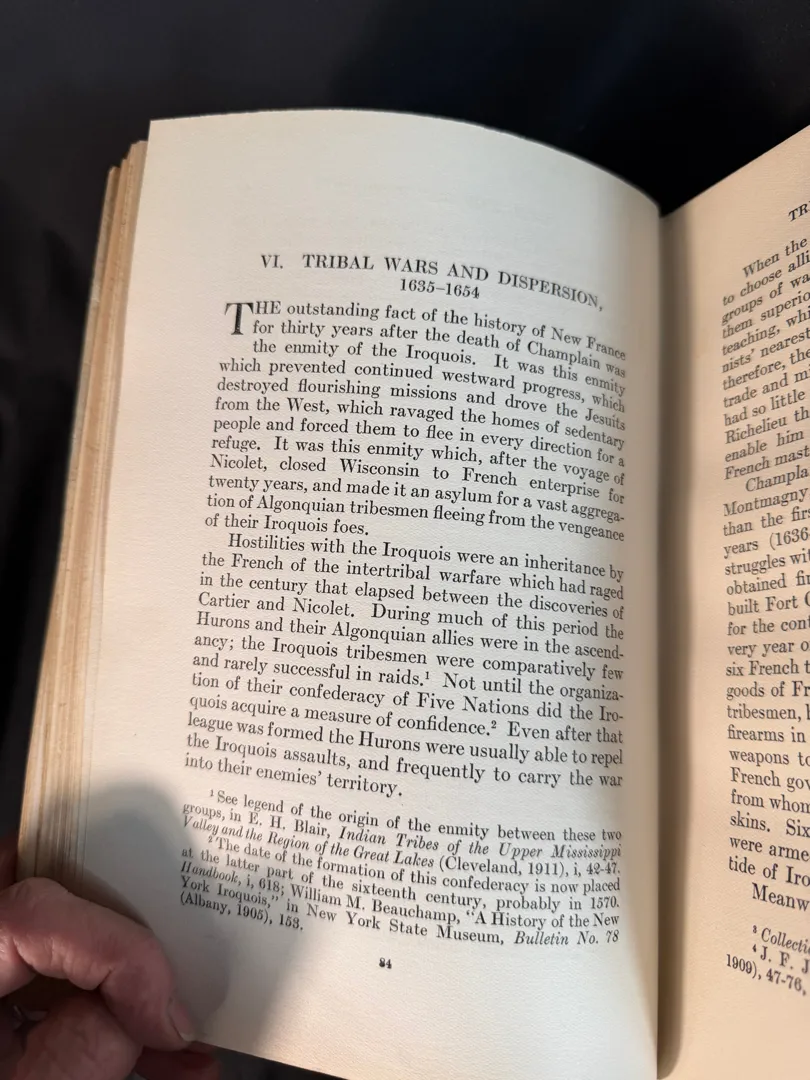 VI. TRIBAL WARS AND DISPERSION,
1635–1654
THE outstanding fact of the history of New France
for thirty years after the death of Champlain was
the enmity of the Iroquois. It was this enmity
which prevented continued westward progress, which
destroyed flourishing missions and drove the Jesuits
from the West, which ravaged the homes of sedentary
people and forced them to flee in every direction for a
refuge. It was this enmity which, after the voyage of
Nicolet, closed Wisconsin to French enterprise for
twenty years, and made it an asylum for a vast aggrega-
tion of Algonquian tribesmen fleeing from the vengeance
of their Iroquois foes.
Hostilities with the Iroquois were an inheritance by
the French of the intertribal warfare which had raged
in the century that elapsed between the discoveries of
Cartier and Nicolet. During much of this period the
Hurons and their Algonquian allies were in the ascend-
ancy; the Iroquois tribesmen were comparatively few
and rarely successful in raids.¹ Not until the organiza-
tion of their confederacy of Five Nations did the Iro-
quois acquire a measure of confidence.² Even after that
league was formed the Hurons were usually able to repel
the Iroquois assaults, and frequently to carry the war
into their enemies' territory.
¹ See legend of the origin of the enmity between these two
groups, in E. H. Blair, Indian Tribes of the Upper Mississippi
Valley and the Region of the Great Lakes (Cleveland, 1911), i, 42-47.
² The date of the formation of this confederacy is now placed
at the latter part of the sixteenth century, probably in 1570.
Handbook, i, 618; William M. Beauchamp, "A History of the New
York Iroquois," in New York State Museum, Bulletin No. 78
(Albany, 1905), 153.
84
When the
to choose
groups of
them
teaching,
nists' nearest
therefore, the
trade and
had so little
Richelieu
enable him
French
Montmagny
than the
years (1636
struggles
obtained
built Fort
for the
very year
six French
goods of
tribesmen,
firearms in
weapons to
French
from whom
skins.
were
tide of
³
⁴ J. F. J
1909), 47-76,